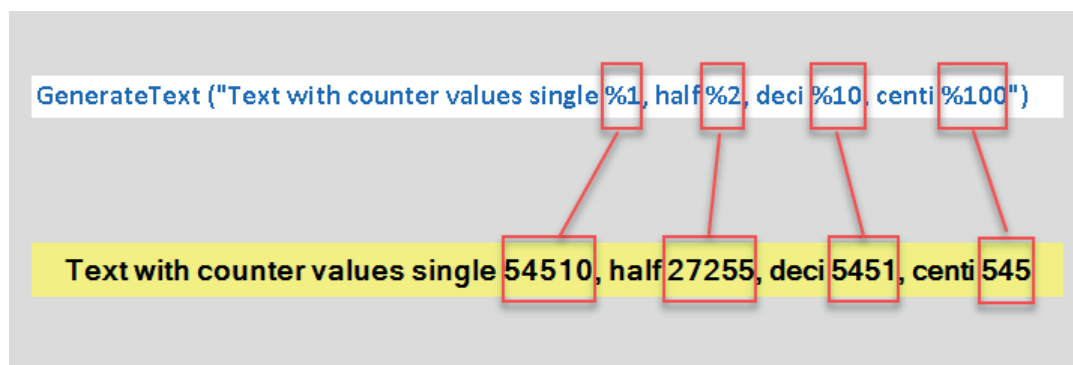 GenerateText ("Text with counter values single %1, half %2, deci %10, centi %100")
Text with counter values single 54510, half 27255, deci 5451, centi 545